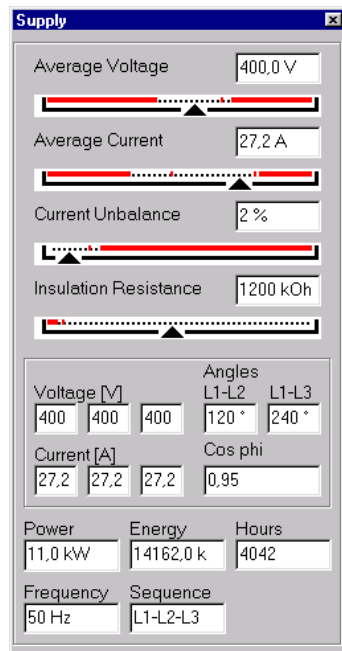 Supply
Average Voltage 400,0 V
Average Current 27,2 A
Current Unbalance 2 %
Insulation Resistance 1200 kOh
Angles
Voltage [V] L1-L2 L1-L3
400 400 400 120 ° 240 °
Current [A] Cos phi
27,2 27,2 27,2 0,95
Power Energy Hours
11,0 kW 14162,0 k 4042
Frequency Sequence
50 Hz L1-L2-L3